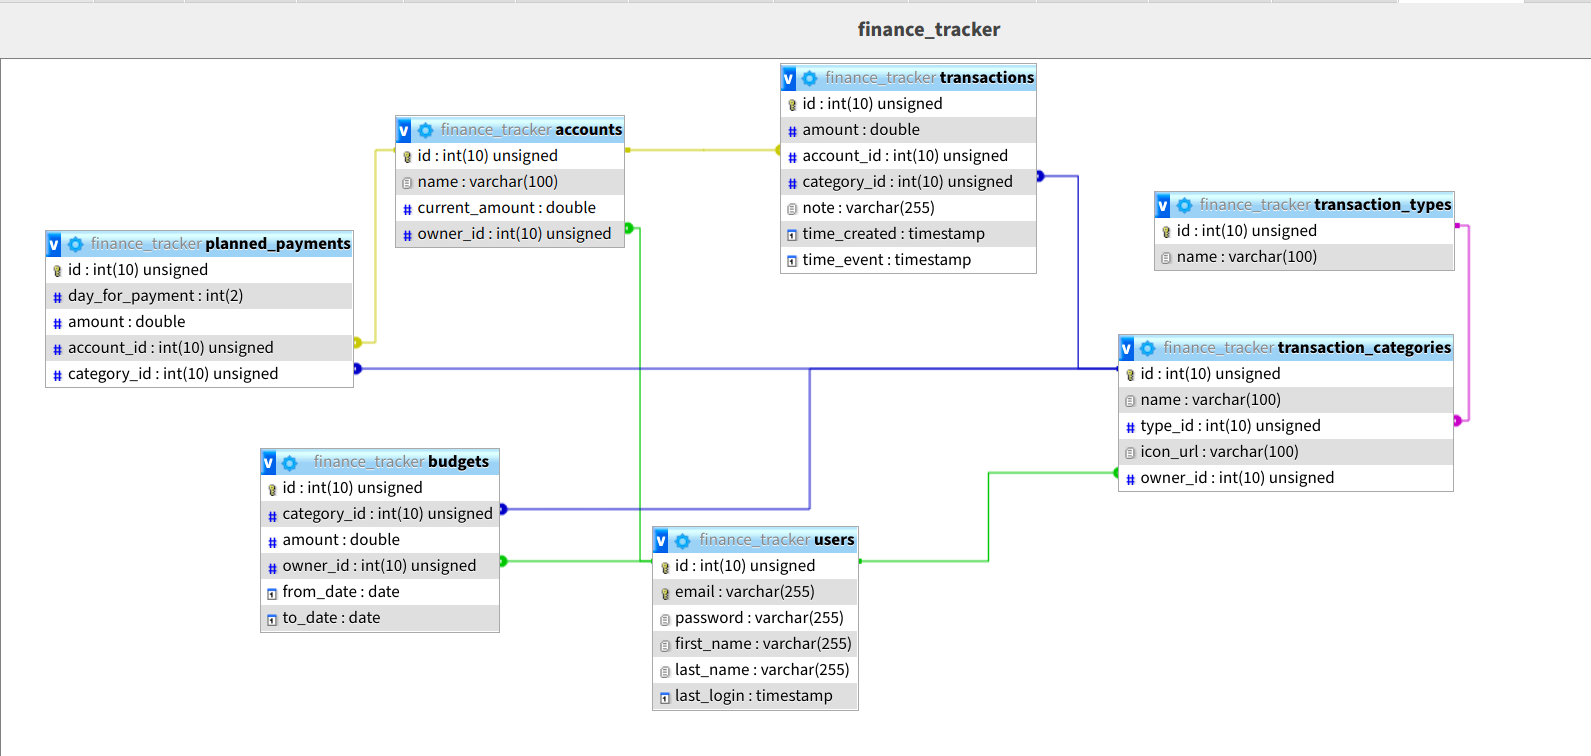 finance_tracker
v finance_tracker transactions
id : int(10) unsigned
# amount : double
# account_id : int(10) unsigned
# category_id : int(10) unsigned
note : varchar(255)
time_created : timestamp
time_event : timestamp
v finance_tracker accounts
id : int(10) unsigned
name : varchar(100)
# current_amount : double
# owner_id : int(10) unsigned
v finance_tracker transaction_types
id : int(10) unsigned
name : varchar(100)
v finance_tracker planned_payments
id : int(10) unsigned
# day_for_payment : int(2)
# amount : double
# account_id : int(10) unsigned
# category_id : int(10) unsigned
v finance_tracker transaction_categories
id : int(10) unsigned
name : varchar(100)
# type_id : int(10) unsigned
icon_url : varchar(100)
# owner_id : int(10) unsigned
v finance_tracker budgets
id : int(10) unsigned
# category_id : int(10) unsigned
# amount : double
# owner_id : int(10) unsigned
from_date : date
to_date : date
v finance_tracker users
id : int(10) unsigned
email : varchar(255)
password : varchar(255)
first_name : varchar(255)
last_name : varchar(255)
last_login : timestamp